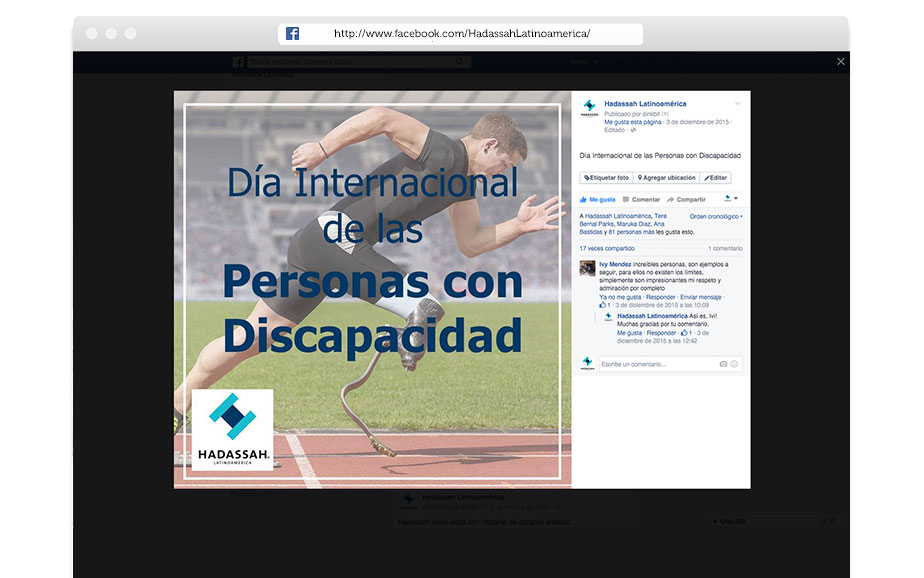 http://www.facebook.com/HadassahLatinoamerica/
Busca personas, lugares y cosas
Día Internacional
de las
Personas con
Discapacidad
HADASSAH
LATINOAMERICA
Hadassah Latinoamérica
Publicado por dinkbit [?]
Me gusta esta página · 3 de diciembre de 2015 ·
Editado ·
Día Internacional de las Personas con Discapacidad
Etiquetar foto Agregar ubicación Editar
Me gusta Comentar Compartir
A Hadassah Latinoamérica, Tere Orden cronológico
Bernal Parks, Maruka Diaz, Ana
Bastidas y 81 personas más les gusta esto.
17 veces compartido 1 comentario
Ivy Mendez Increíbles personas, son ejemplos a
seguir, para ellos no existen los límites,
simplemente son impresionantes mi respeto y
admiración por completo
Ya no me gusta · Responder · Enviar mensaje ·
1 · 3 de diciembre de 2015 a las 10:09
Hadassah Latinoamérica Así es, Ivi!
Muchas gracias por tu comentario.
Me gusta · Responder · 1 · 3 de
diciembre de 2015 a las 12:42
Escribe un comentario...
Hadassah Latinoamérica
Hadassah salva vidas con implante de corazón artificial.
Chat (26)